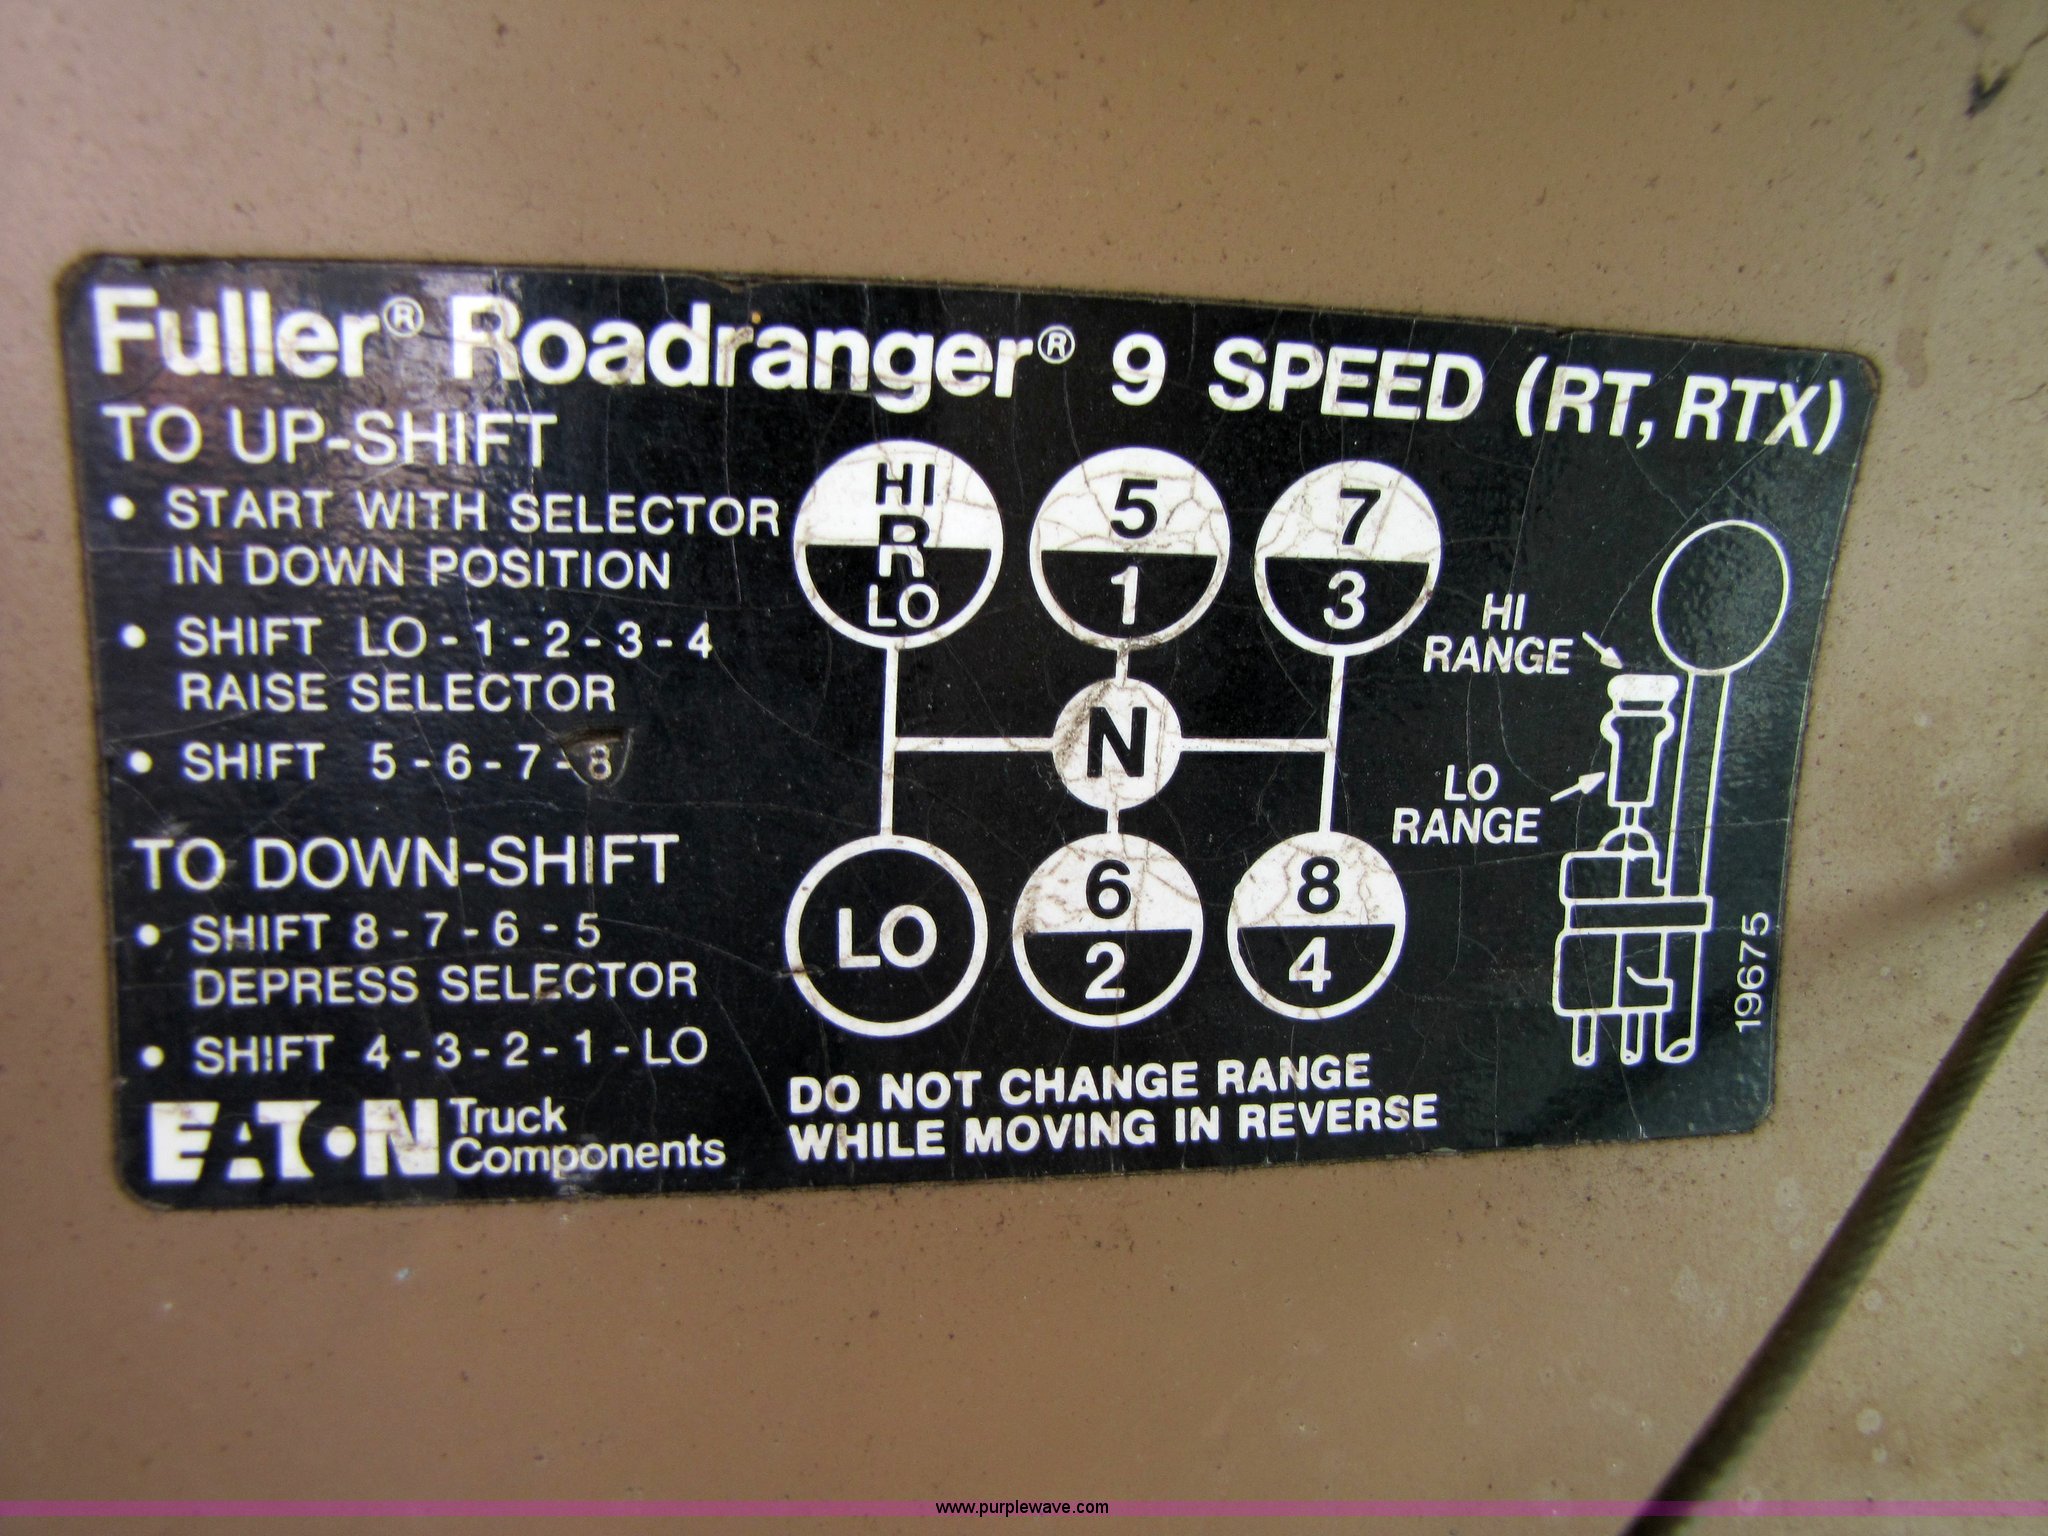 Fuller® Roadranger® 9 SPEED (RT, RTX)
TO UP-SHIFT
• START WITH SELECTOR
IN DOWN POSITION
• SHIFT LO-1-2-3-4
RAISE SELECTOR
• SHIFT 5-6-7-8
TO DOWN-SHIFT
• SHIFT 8-7-6-5
DEPRESS SELECTOR
• SHIFT 4-3-2-1-LO
EATON Truck
Components
HI
R
LO
5
1
7
3
N
LO
6
2
8
4
HI
RANGE
LO
RANGE
19675
DO NOT CHANGE RANGE
WHILE MOVING IN REVERSE
www.purplewave.com